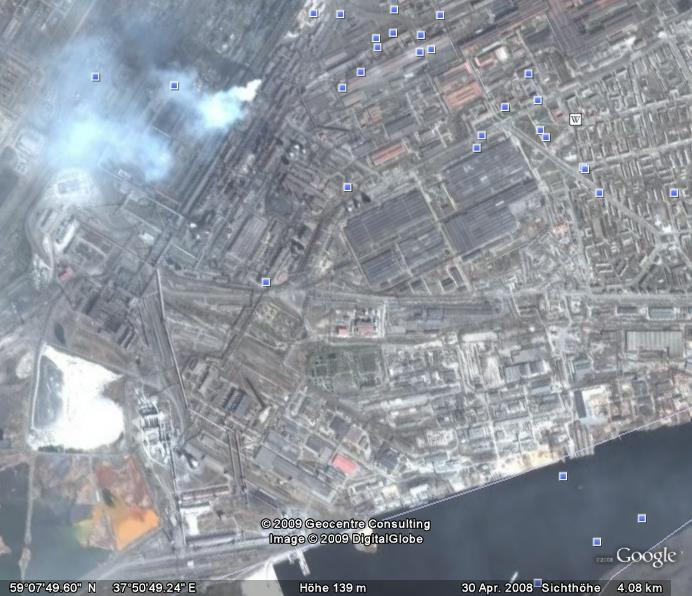 W
© 2009 Geocentre Consulting
Image © 2009 DigitalGlobe
©2008 Google
59°07'49.60" N 37°50'49.24" E Höhe 139 m 30 Apr. 2008 Sichthöhe 4.08 km